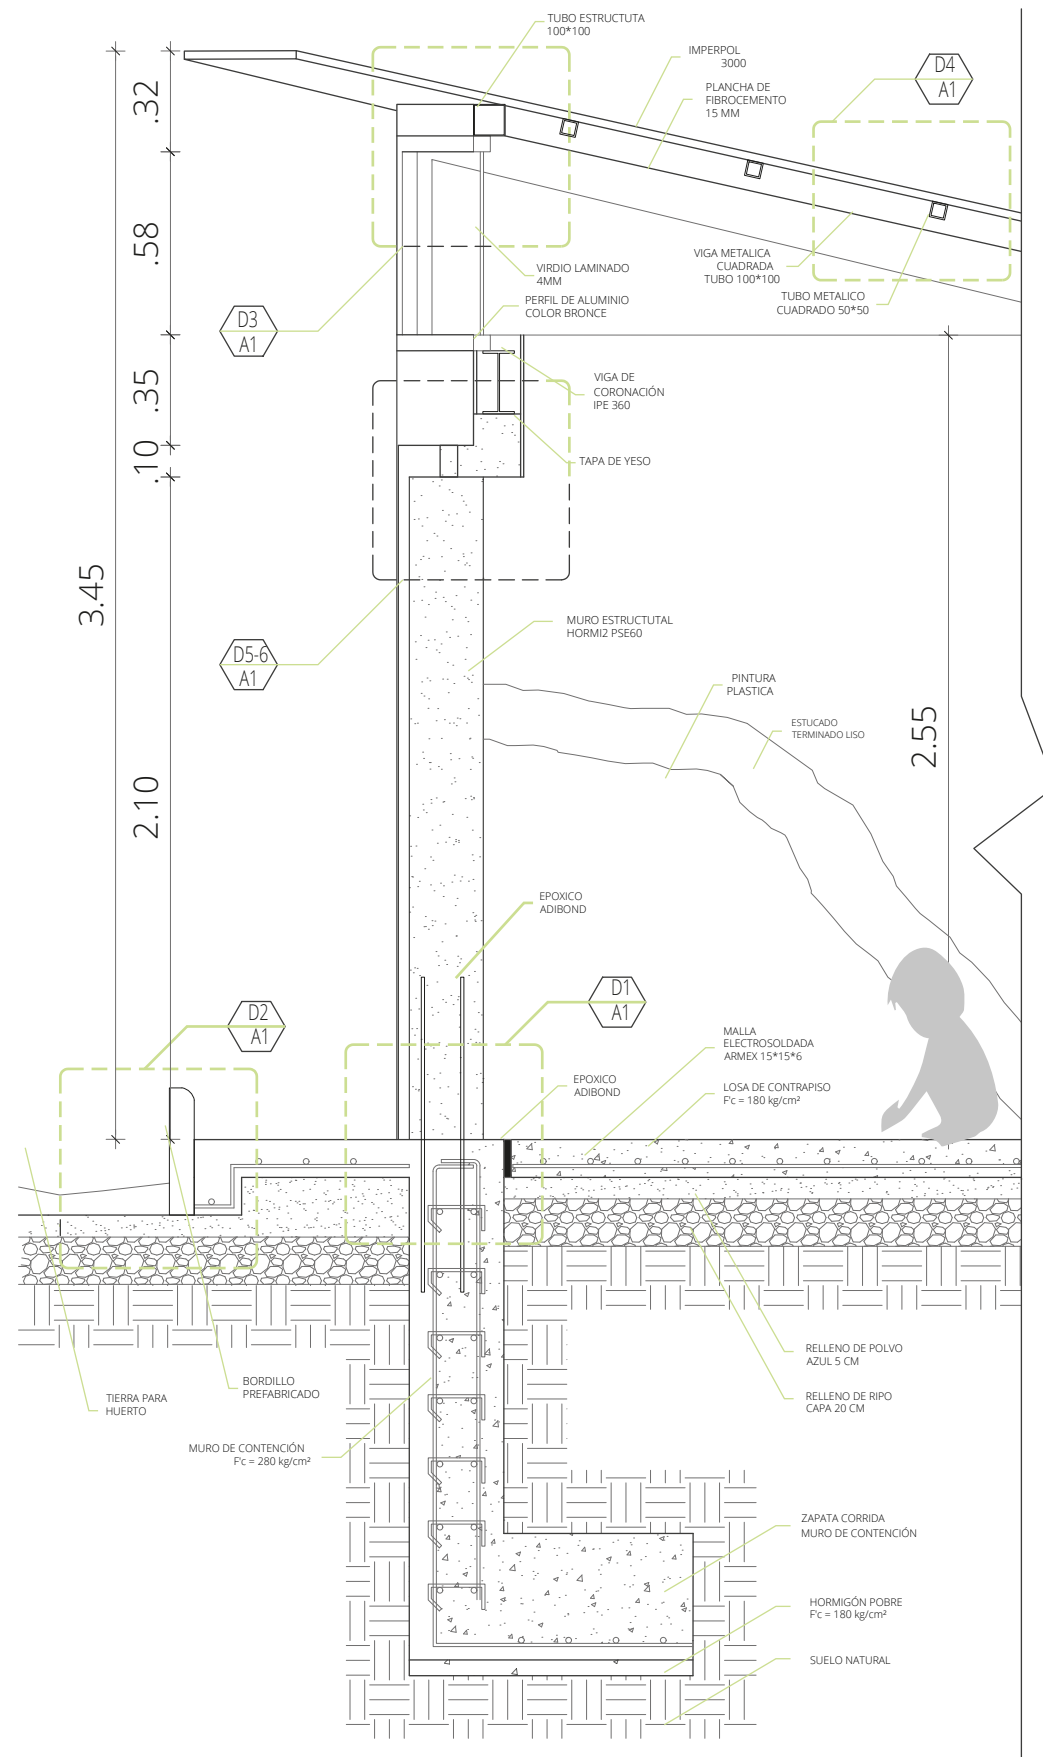 TUBO ESTRUCTUTA
100*100
IMPERPOL
3000
PLANCHA DE
FIBROCEMENTO
15 MM
D4
A1
.32
.58
VIRDIO LAMINADO
4MM
PERFIL DE ALUMINIO
COLOR BRONCE
VIGA METALICA
CUADRADA
TUBO 100*100
TUBO METALICO
CUADRADO 50*50
D3
A1
.35
VIGA DE
CORONACIÓN
IPE 360
.10
TAPA DE YESO
3.45
MURO ESTRUCTUTAL
HORMI2 PSE60
D5-6
A1
PINTURA
PLASTICA
ESTUCADO
TERMINADO LISO
2.55
2.10
EPOXICO
ADIBOND
D1
A1
D2
A1
MALLA
ELECTROSOLDADA
ARMEX 15*15*6
EPOXICO
ADIBOND
LOSA DE CONTRAPISO
F'c = 180 kg/cm²
RELLENO DE POLVO
AZUL 5 CM
BORDILLO
PREFABRICADO
TIERRA PARA
HUERTO
RELLENO DE RIPO
CAPA 20 CM
MURO DE CONTENCIÓN
F'c = 280 kg/cm²
ZAPATA CORRIDA
MURO DE CONTENCIÓN
HORMIGÓN POBRE
F'c = 180 kg/cm²
SUELO NATURAL